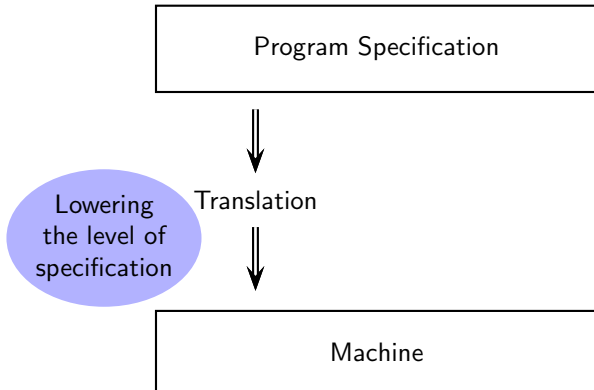 Program Specification
Translation
Lowering
the level of
specification
Machine